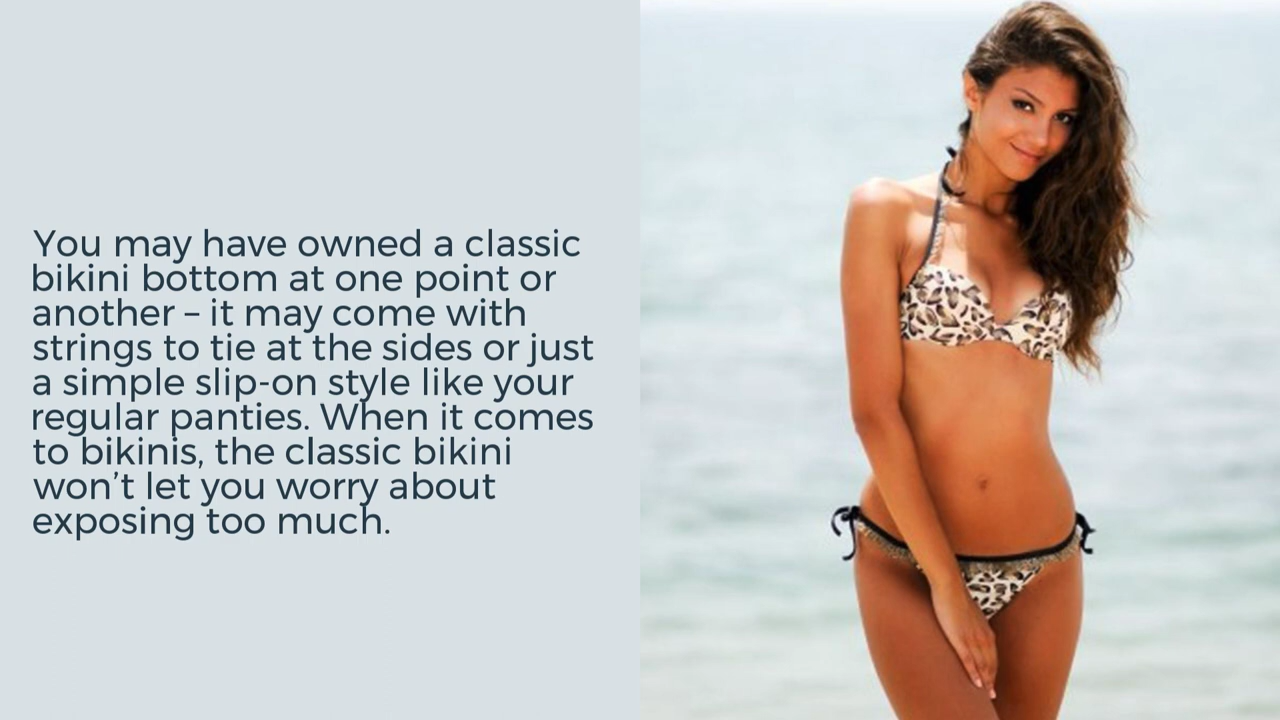 You may have owned a classic
bikini bottom at one point or
another – it may come with
strings to tie at the sides or just
a simple slip-on style like your
regular panties. When it comes
to bikinis, the classic bikini
won’t let you worry about
exposing too much.